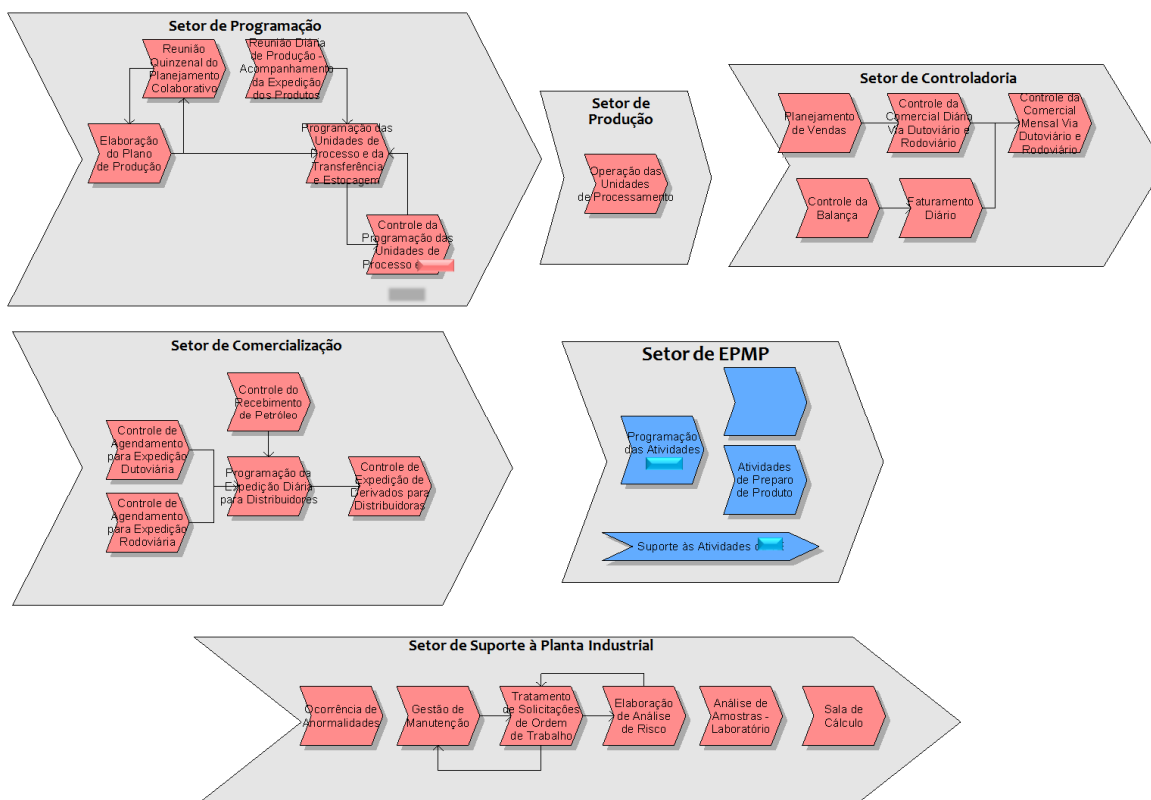 Setor de Programação
Reunião
Quinzenal do
Planejamento
Colaborativo
Reunião Diária
de Produção -
Acompanhamento
da Expedição
dos Produtos
Elaboração
do Plano
de Produção
Programação das
Unidades de
Processo e da
Transferência
e Estocagem
Controle da
Programação das
Unidades de
Processo
Setor de
Produção
Operação das
Unidades
de Processamento
Setor de Controladoria
Planejamento
de Vendas
Controle da
Comercial Diário
Via Dutoviário e
Rodoviário
Controle da
Comercial
Mensal Via
Dutoviário e
Rodoviário
Controle da
Balança
Faturamento
Diário
Setor de Comercialização
Controle do
Recebimento
de Petróleo
Controle de
Agendamento
para Expedição
Dutoviária
Programação da
Expedição Diária
para Distribuidores
Controle de
Expedição de
Derivados para
Distribuidoras
Controle de
Agendamento
para Expedição
Rodoviária
Setor de EPMP
Programação
das Atividades
Atividades
de Preparo
de Produto
Suporte às Atividades
Setor de Suporte à Planta Industrial
Ocorrência de
Anormalidades
Gestão de
Manutenção
Tratamento
de Solicitações
de Ordem
de Trabalho
Elaboração
de Análise
de Risco
Análise de
Amostras -
Laboratório
Sala de
Cálculo